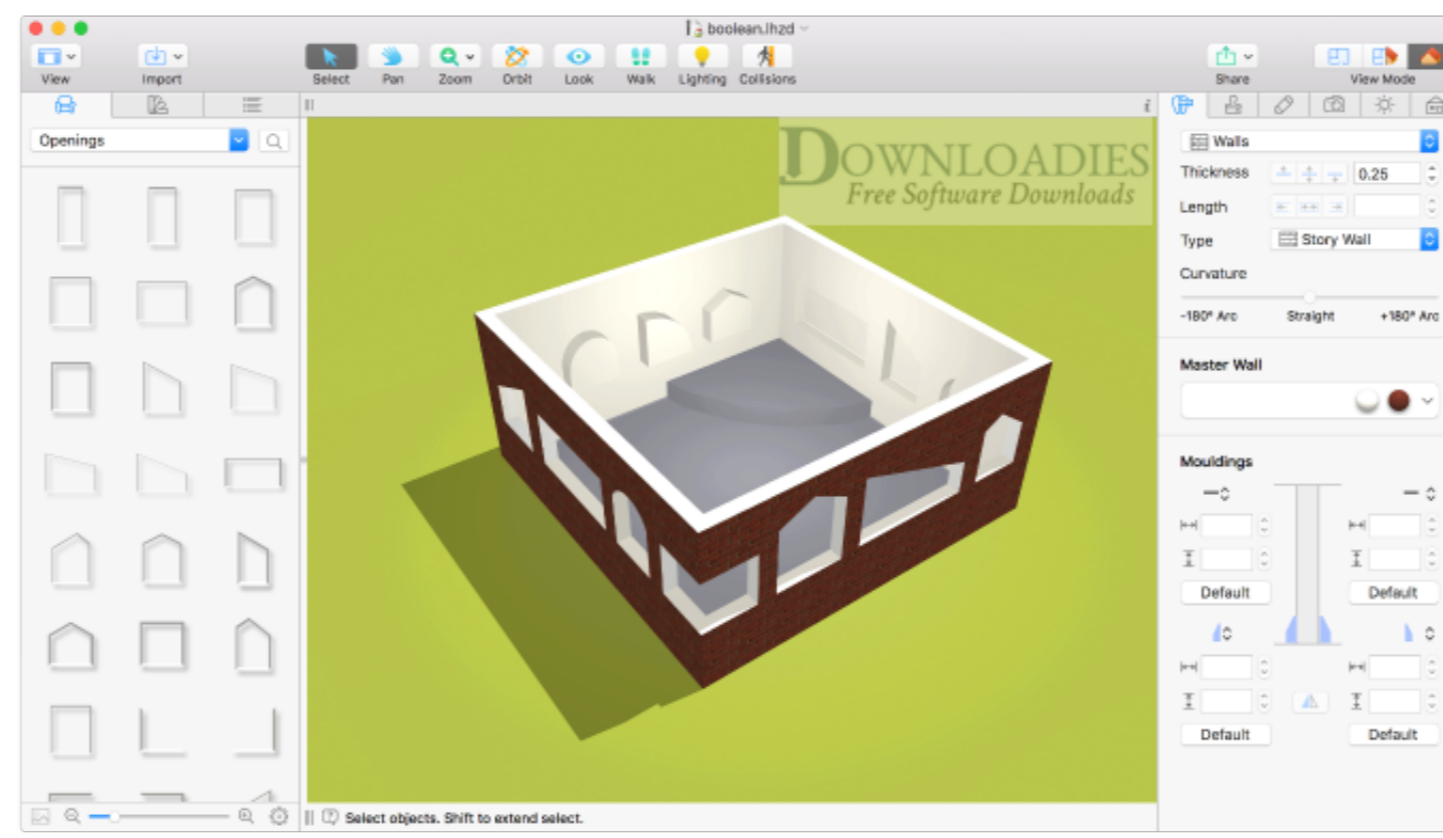 boolean.lhzd
View
Import
Select
Pan
Zoom
Orbit
Look
Walk
Lighting
Collisions
Share
View Mode
Openings
i
DOWNLOADIES
Free Software Downloads
Walls
Thickness
0.25
Length
Type
Story Wall
Curvature
-180° Arc
Straight
+180° Arc
Master Wall
Mouldings
Default
Default
Default
Default
Select objects. Shift to extend select.